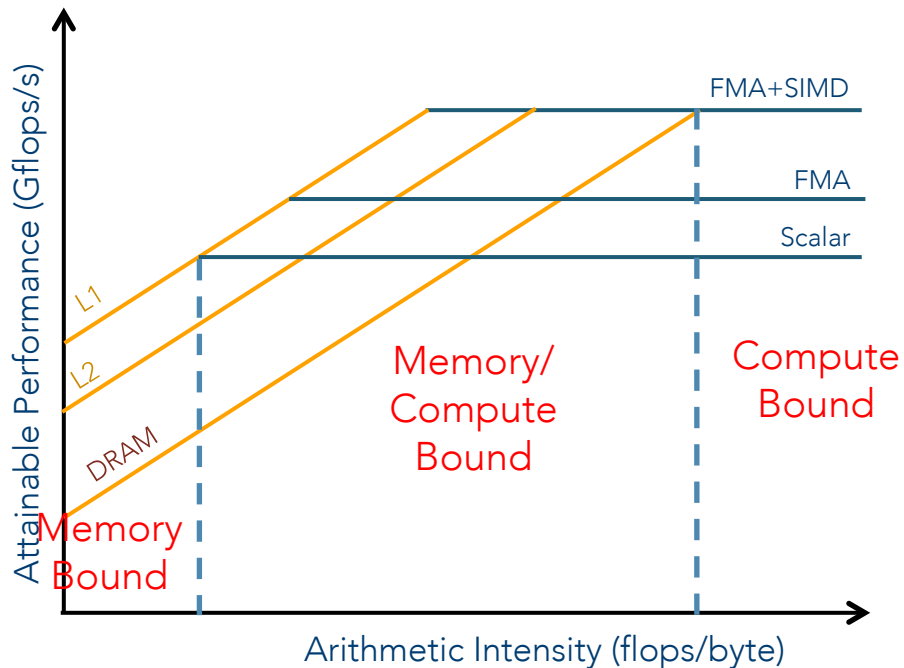 Attainable Performance (Gflops/s)
FMA+SIMD
FMA
Scalar
L1
L2
DRAM
Memory/
Compute
Bound
Compute
Bound
Memory
Bound
Arithmetic Intensity (flops/byte)